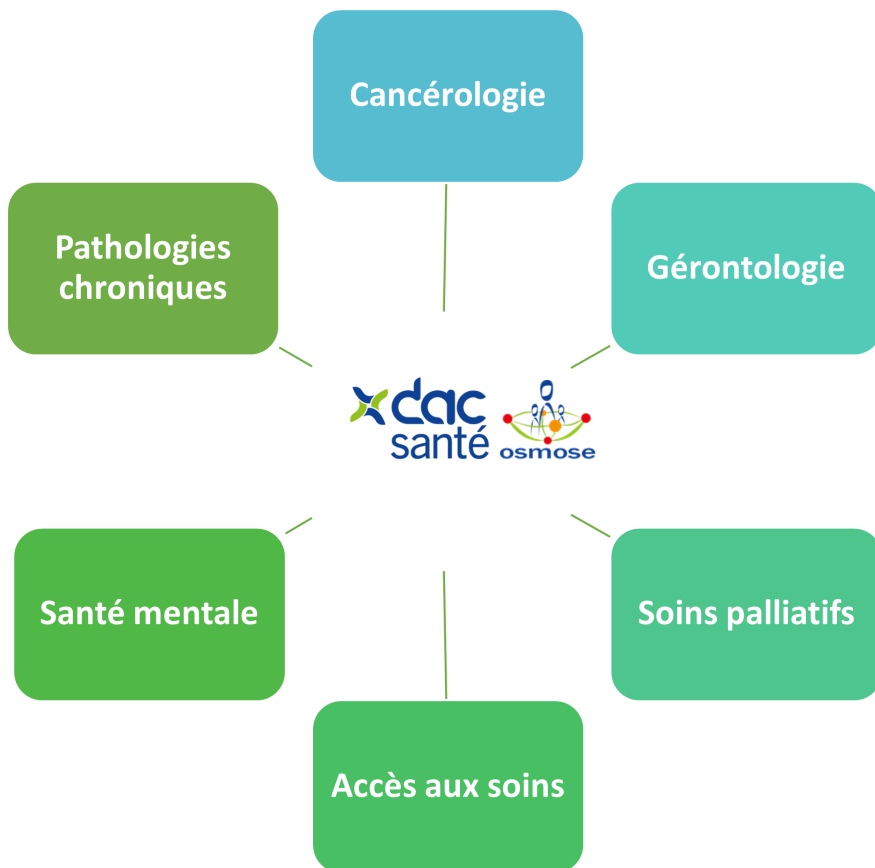 Cancérologie
Pathologies
chroniques
Gérontologie
dac
santé
osmose
Santé mentale
Soins palliatifs
Accès aux soins